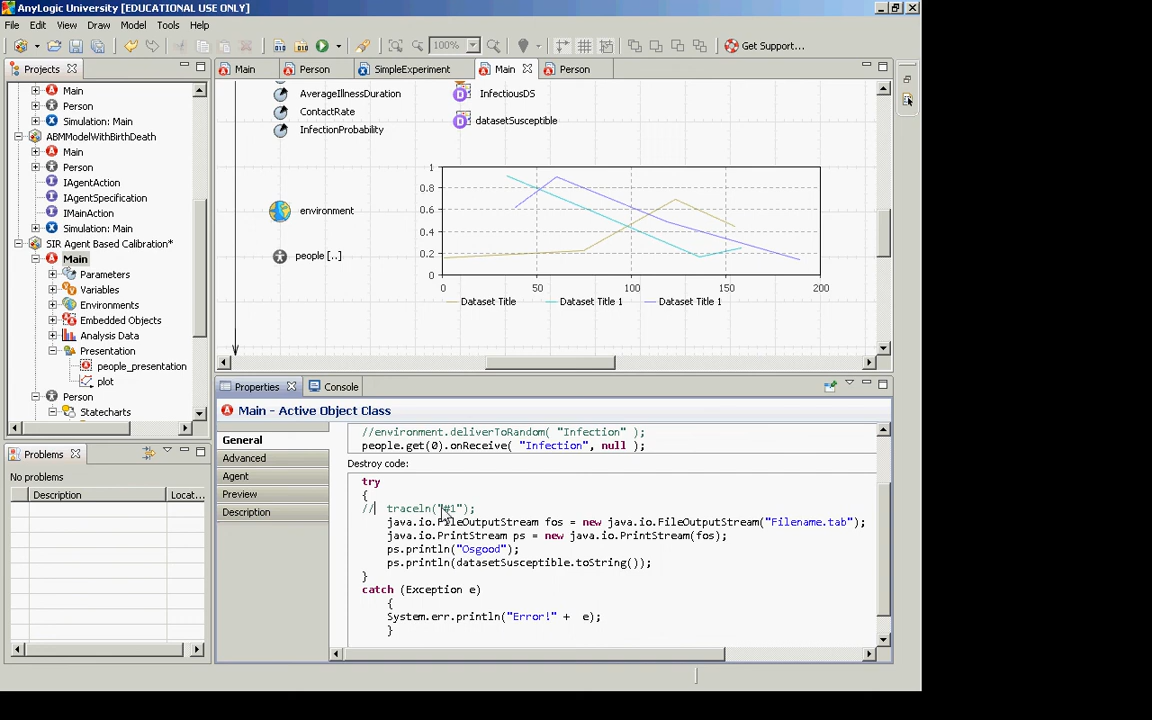 AnyLogic University [EDUCATIONAL USE ONLY]
File Edit View Draw Model Tools Help
100% Get Support...
Projects Main Person SimpleExperiment Main Person
Main
Person
Simulation: Main
ABMModelWithBirthDeath
Main
Person
IAgentAction
IAgentSpecification
IMainAction
Simulation: Main
SIR Agent Based Calibration*
Main
Parameters
Variables
Environments
Embedded Objects
Analysis Data
Presentation
people_presentation
plot
Person
Statecharts
AverageIllnessDuration InfectiousDS
ContactRate datasetSusceptible
InfectionProbability
environment
people [..]
1
0.8
0.6
0.4
0.2
0
0 50 100 150 200
Dataset Title Dataset Title 1 Dataset Title 1
Problems
No problems
Description Locat...
Properties Console
Main - Active Object Class
General
Advanced
Agent
Preview
Description
//environment.deliverToRandom( "Infection" );
people.get(0).onReceive( "Infection", null );
Destroy code:
try
{
// traceln("#1");
java.io.FileOutputStream fos = new java.io.FileOutputStream("Filename.tab");
java.io.PrintStream ps = new java.io.PrintStream(fos);
ps.println("Osgood");
ps.println(datasetSusceptible.toString());
}
catch (Exception e)
{
System.err.println("Error!" + e);
}